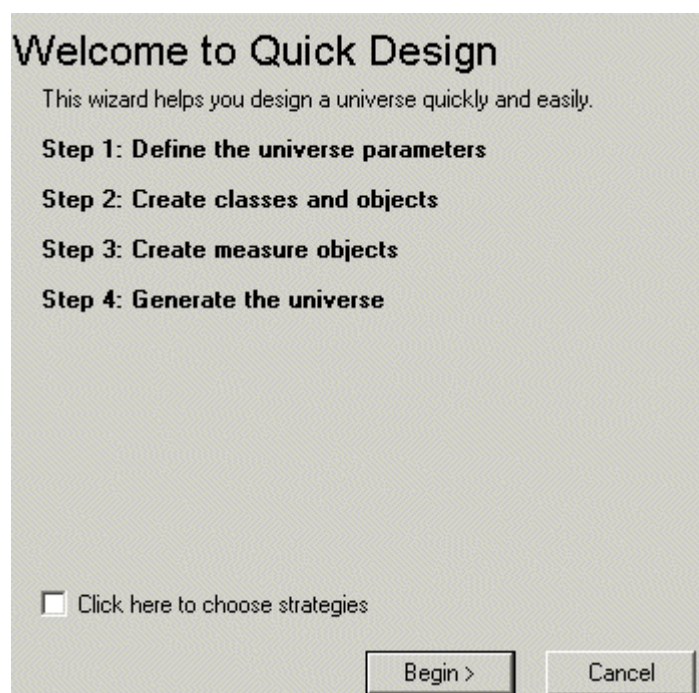 Welcome to Quick Design
This wizard helps you design a universe quickly and easily.
Step 1: Define the universe parameters
Step 2: Create classes and objects
Step 3: Create measure objects
Step 4: Generate the universe
Click here to choose strategies
Begin >
Cancel